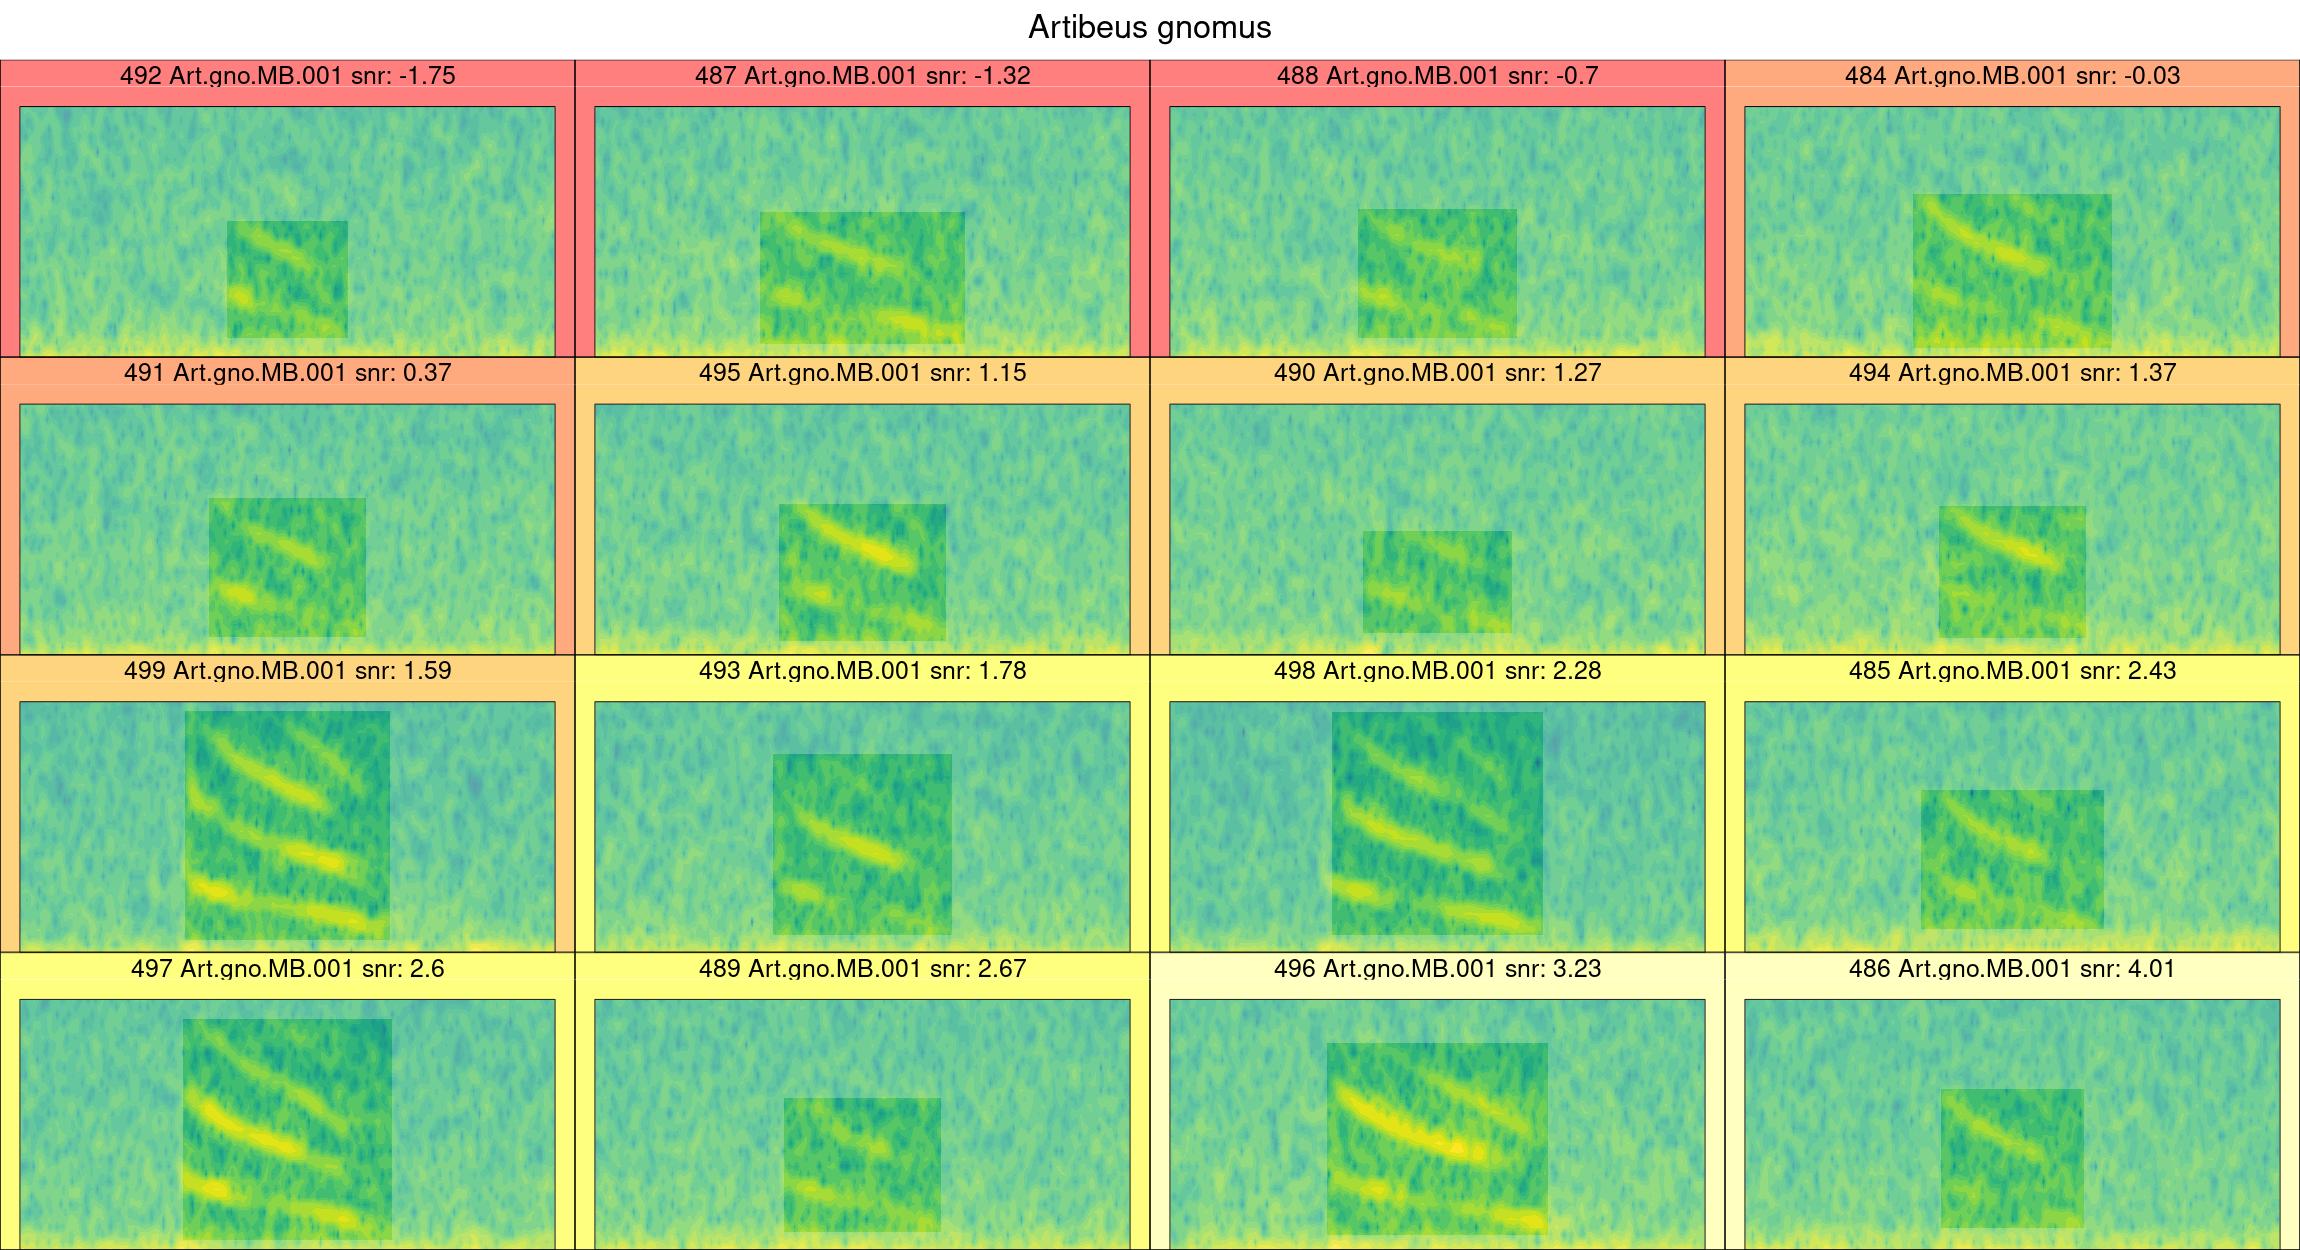 Artibeus gnomus
492 Art.gno.MB.001 snr: -1.75
487 Art.gno.MB.001 snr: -1.32
488 Art.gno.MB.001 snr: -0.7
484 Art.gno.MB.001 snr: -0.03
491 Art.gno.MB.001 snr: 0.37
495 Art.gno.MB.001 snr: 1.15
490 Art.gno.MB.001 snr: 1.27
494 Art.gno.MB.001 snr: 1.37
499 Art.gno.MB.001 snr: 1.59
493 Art.gno.MB.001 snr: 1.78
498 Art.gno.MB.001 snr: 2.28
485 Art.gno.MB.001 snr: 2.43
497 Art.gno.MB.001 snr: 2.6
489 Art.gno.MB.001 snr: 2.67
496 Art.gno.MB.001 snr: 3.23
486 Art.gno.MB.001 snr: 4.01